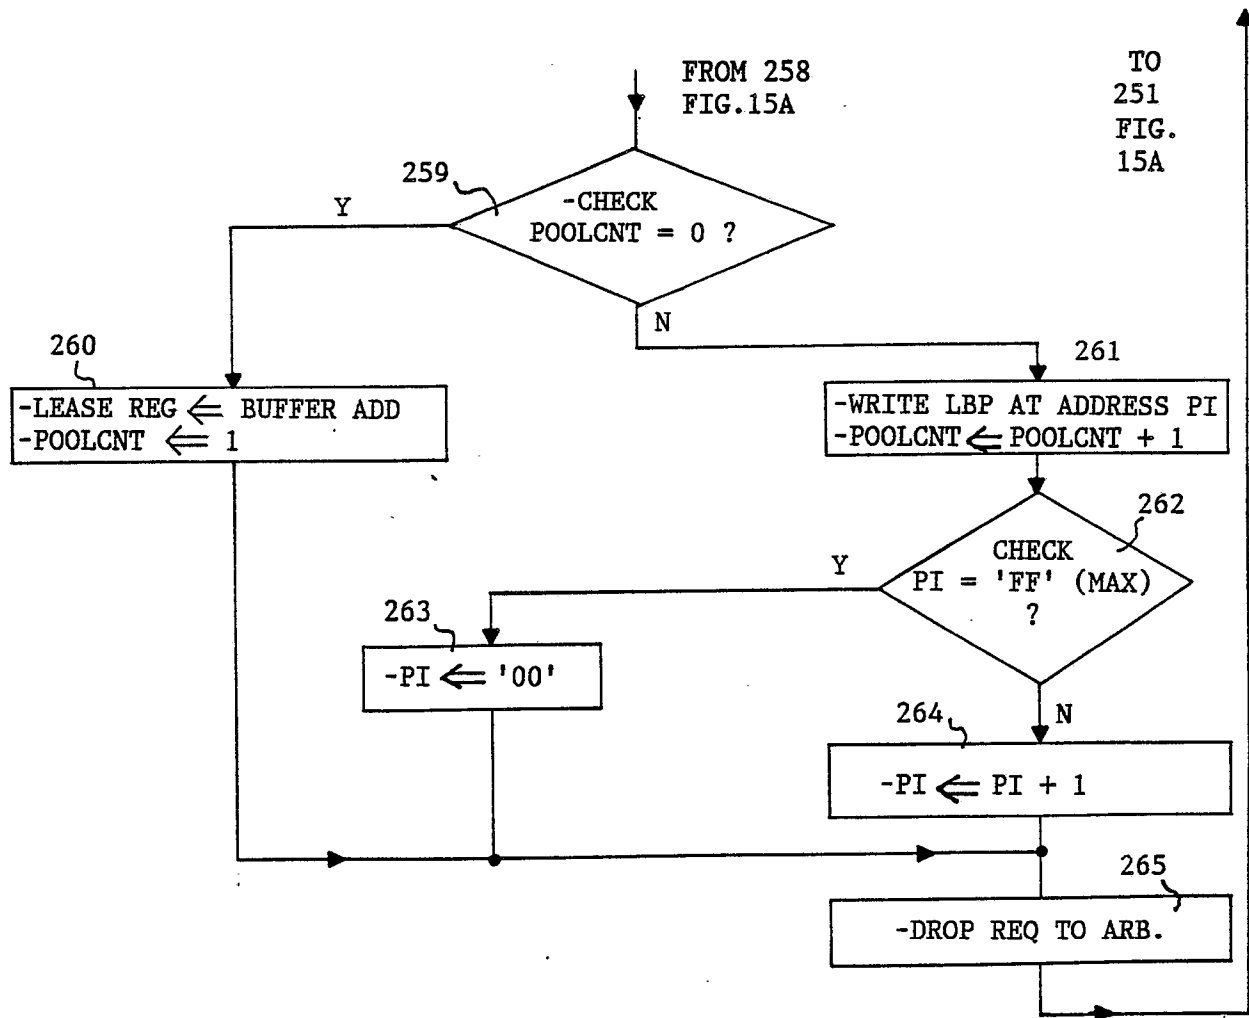 FROM 258
FIG.15A
TO
251
FIG.
15A
259
-CHECK
POOLCNT = 0 ?
Y
N
260
-LEASE REG ⇐ BUFFER ADD
-POOLCNT ⇐ 1
261
-WRITE LBP AT ADDRESS PI
-POOLCNT ⇐ POOLCNT + 1
262
CHECK
PI = 'FF' (MAX)
?
Y
N
263
-PI ⇐ '00'
264
-PI ⇐ PI + 1
265
-DROP REQ TO ARB.